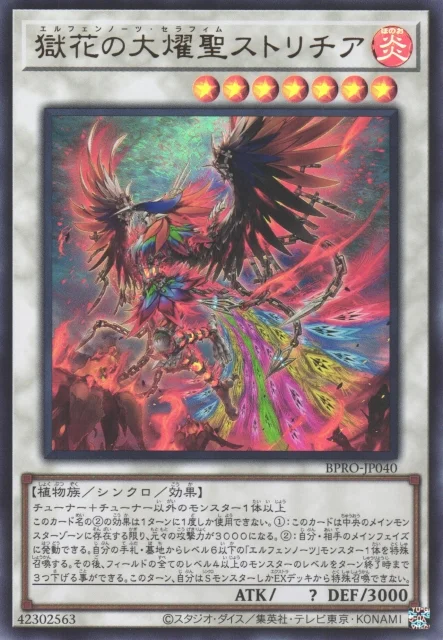 エルフェンノーツ・セラフィム
獄花の大燿聖ストリチア
ほのお
炎
BPRO-JP040
【植物族／シンクロ／効果】
チューナー＋チューナー以外のモンスター1体以上
このカード名の②の効果は1ターンに1度しか使用できない。①：このカードは中央のメインモン
スターゾーンに存在する限り、元々の攻撃力が3000になる。②：自分・相手のメインフェイズ
に発動できる。自分の手札・墓地からレベル6以下の「エルフェンノーツ」モンスター1体を特殊
召喚する。その後、フィールドの全てのレベル4以上のモンスターのレベルをターン終了時まで
3つ下げる事ができる。このターン、自分はSモンスターしかEXデッキから特殊召喚できない。
ATK/ ? DEF/3000
42302563
©スタジオ・ダイス／集英社・テレビ東京・KONAMI